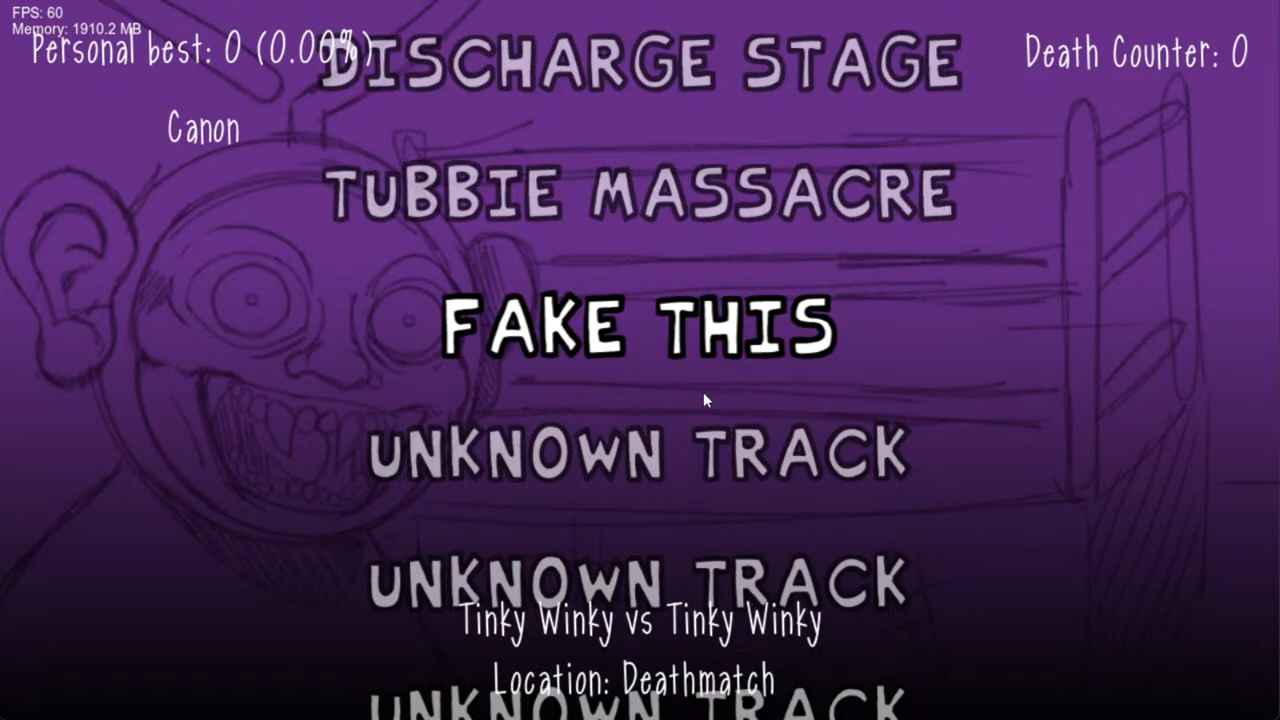 FPS: 60
Memory: 1910.2 MB
Personal best: 0 (0.00%)
Death Counter: 0
DISCHARGE STAGE
Canon
TUBBIE MASSACRE
FAKE THIS
UNKNOWN TRACK
UNKNOWN TRACK
Tinky Winky vs Tinky Winky
Location: Deathmatch
UNKNOWN TRACK